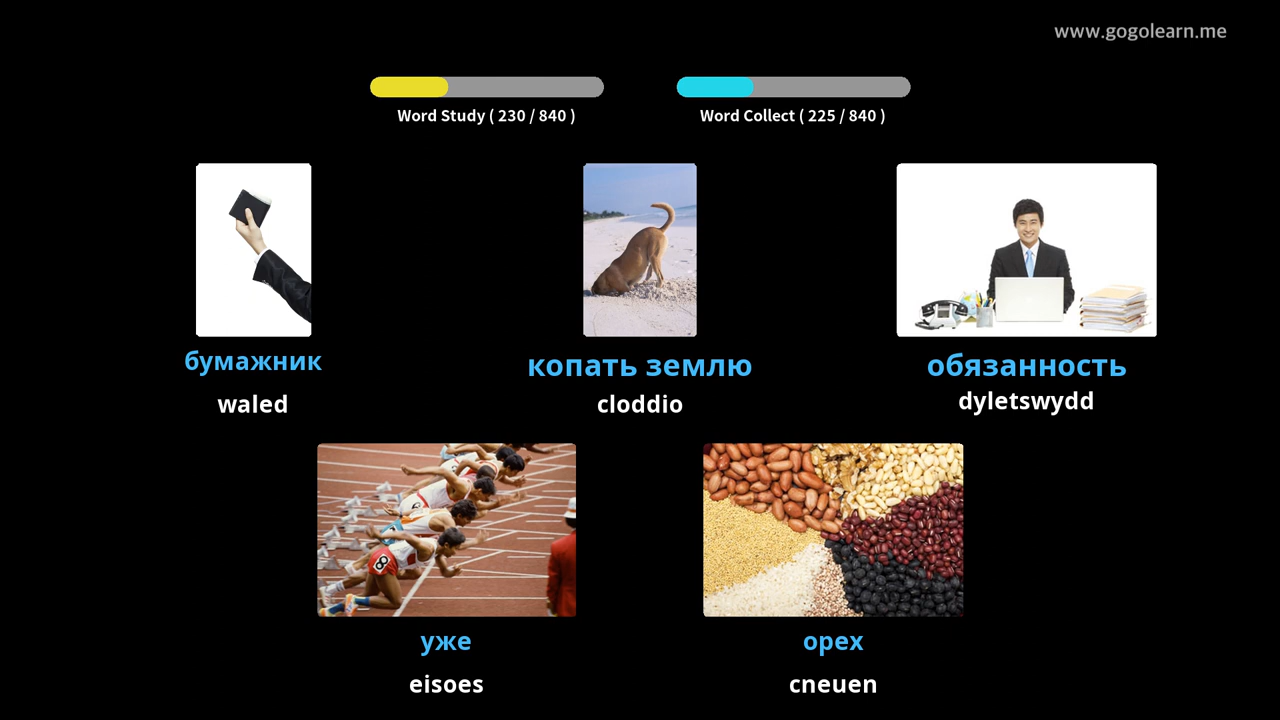 www.gogolearn.me
Word Study ( 230 / 840 )
Word Collect ( 225 / 840 )
бумажник
waled
копать землю
cloddio
обязанность
dyletswydd
уже
eisoes
орех
cneuen